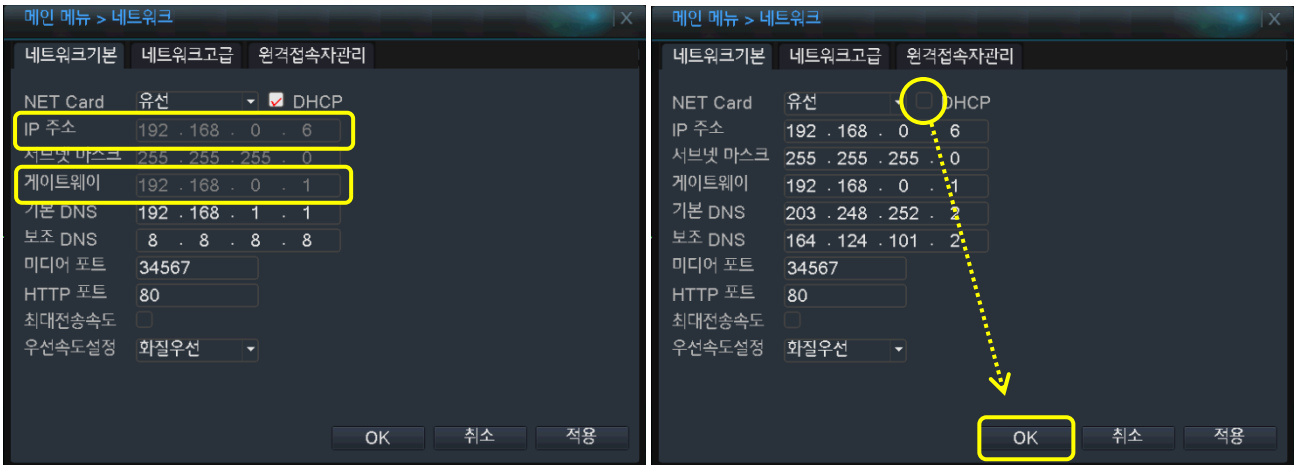 메인 메뉴 > 네트워크 X
네트워크기본 네트워크고급 원격접속자관리
NET Card 유선 DHCP
IP 주소 192 . 168 . 0 . 6
서브넷 마스크 255 . 255 . 255 . 0
게이트웨이 192 . 168 . 0 . 1
기본 DNS 192 . 168 . 1 . 1
보조 DNS 8 . 8 . 8 . 8
미디어 포트 34567
HTTP 포트 80
최대전송속도
우선속도설정 화질우선
OK 취소 적용
메인 메뉴 > 네트워크 X
네트워크기본 네트워크고급 원격접속자관리
NET Card 유선 DHCP
IP 주소 192 . 168 . 0 . 6
서브넷 마스크 255 . 255 . 255 . 0
게이트웨이 192 . 168 . 0 . 1
기본 DNS 203 . 248 . 252 . 2
보조 DNS 164 . 124 . 101 . 2
미디어 포트 34567
HTTP 포트 80
최대전송속도
우선속도설정 화질우선
OK 취소 적용